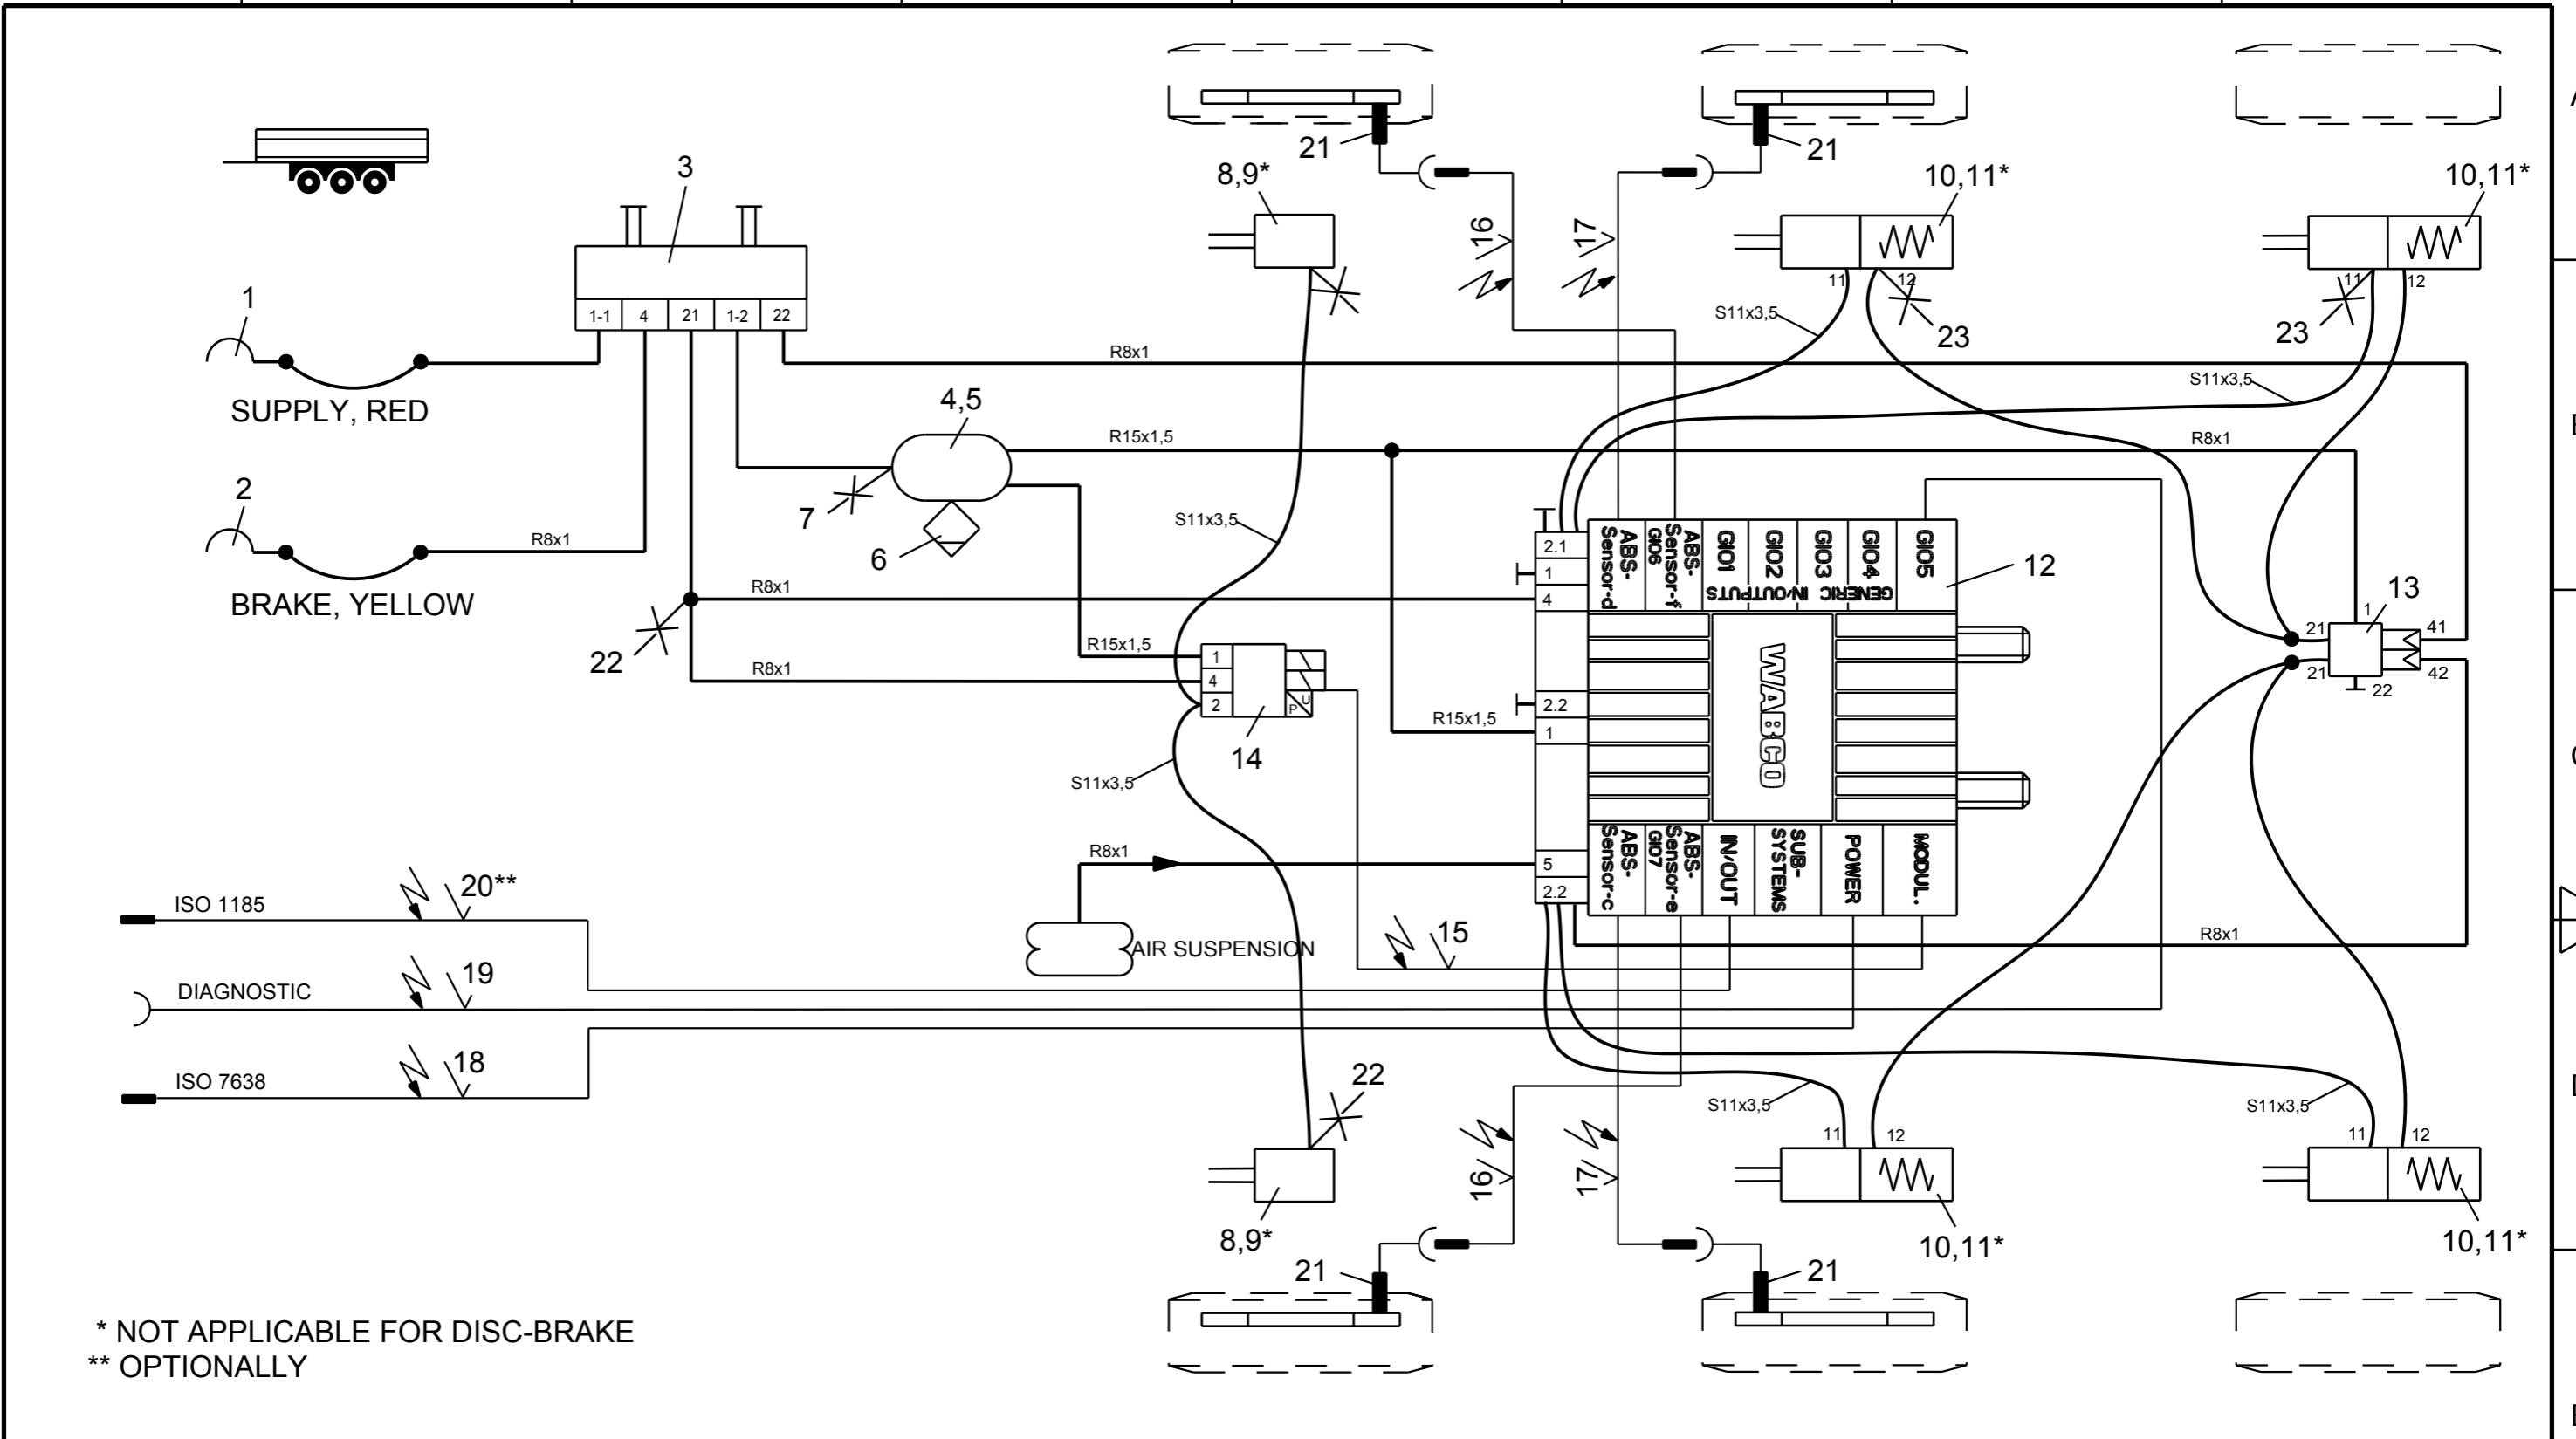 21
21
3
8,9*
10,11*
10,11*
16
17
11
12
11
12
1
1-1
4
21
1-2
22
S11x3,5
23
23
R8x1
S11x3,5
SUPPLY, RED
4,5
R15x1,5
R8x1
2
7
6
S11x3,5
R8x1
BRAKE, YELLOW
2.1
1
4
ABS-
Sensor-d
ABS-
Sensor-f
GIO6
GIO1
GIO2
GIO3
GIO4
GIO5
GENERIC IN/OUTPUTS
12
R8x1
22
R15x1,5
R8x1
1
4
2
U
P
14
1
13
21
41
21
42
22
WABCO
2.2
1
R15x1,5
S11x3,5
R8x1
5
2.2
ABS-
Sensor-c
ABS-
Sensor-e
GIO7
IN/OUT
SUB-
SYSTEMS
POWER
MODUL.
ISO 1185
20**
AIR SUSPENSION
15
R8x1
DIAGNOSTIC
19
ISO 7638
18
22
S11x3,5
S11x3,5
11
12
11
12
16
17
8,9*
10,11*
10,11*
21
21
* NOT APPLICABLE FOR DISC-BRAKE
** OPTIONALLY